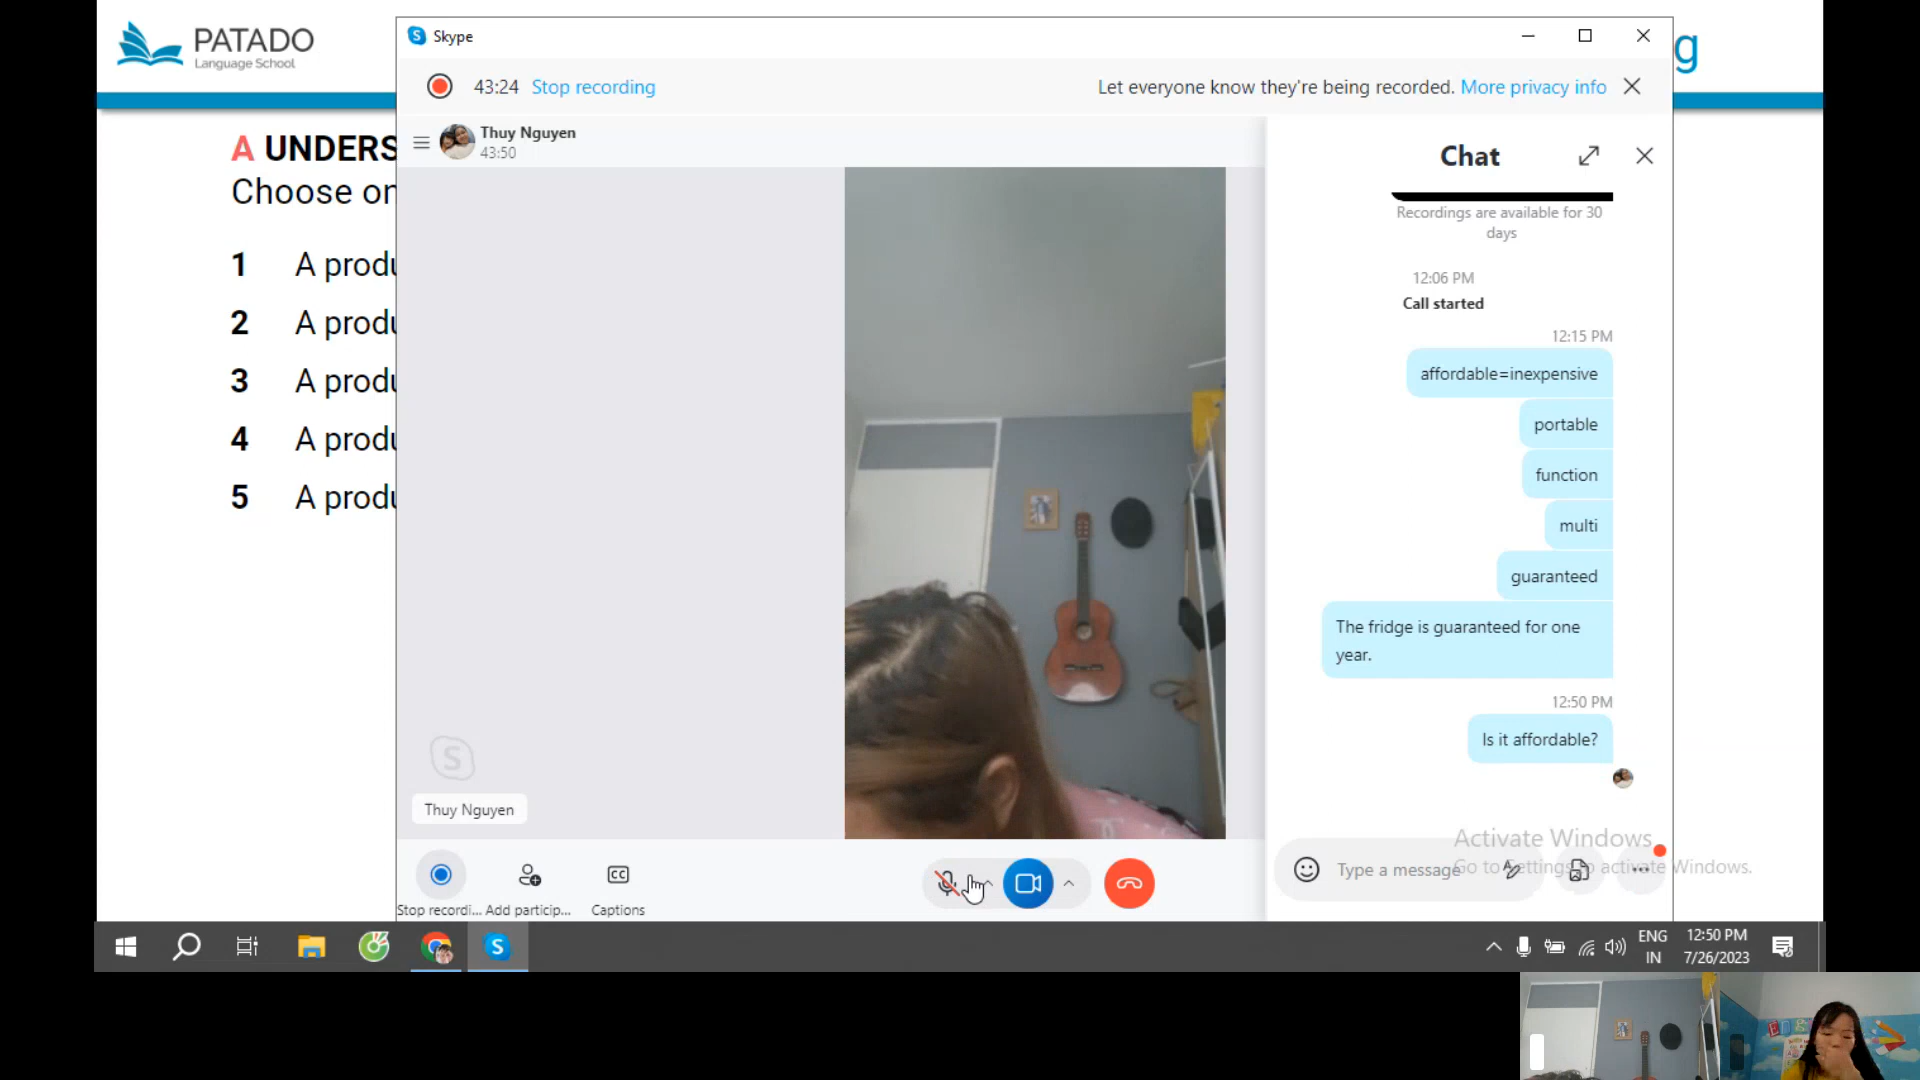 PATADO
Language School
g
A UNDERS
Choose on
1 A produ
2 A produ
3 A produ
4 A produ
5 A produ
Skype
43:24 Stop recording
Let everyone know they're being recorded. More privacy info
Thuy Nguyen
43:50
Thuy Nguyen
Stop recordi...
Add particip...
CC
Captions
Chat
Recordings are available for 30
days
12:06 PM
Call started
12:15 PM
affordable=inexpensive
portable
function
multi
guaranteed
The fridge is guaranteed for one
year.
12:50 PM
Is it affordable?
Type a message
Activate Windows
Go to Settings to activate Windows.
ENG
IN
12:50 PM
7/26/2023